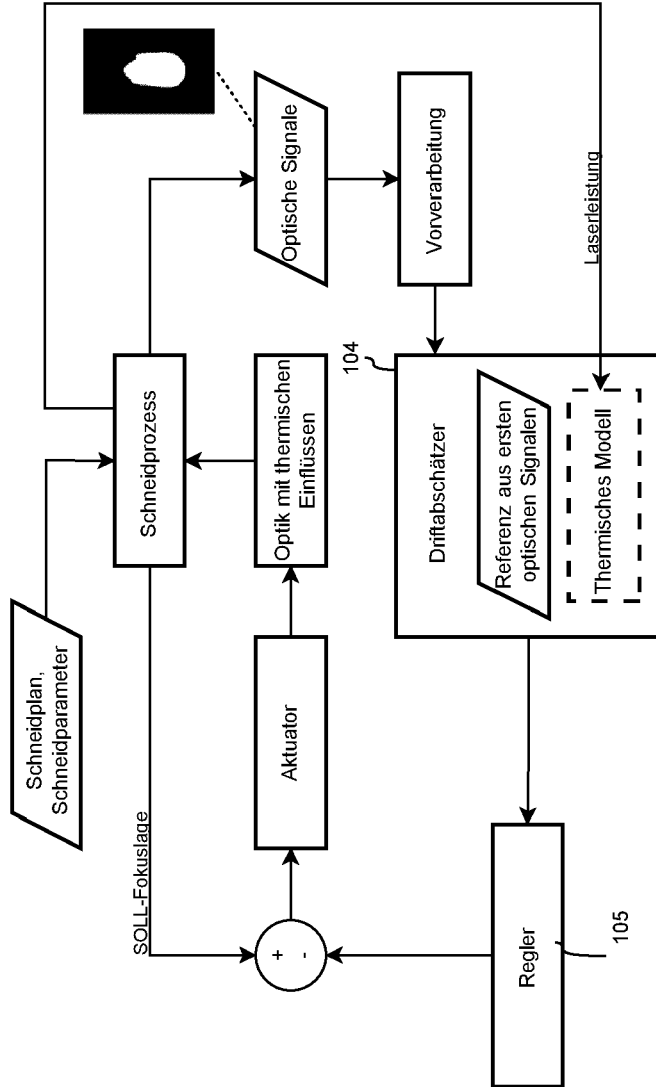 Schneidplan,
Schneidparameter
SOLL-Fokuslage
Schneidprozess
+
-
Aktuator
Optik mit thermischen
Einflüssen
Optische Signale
Vorverarbeitung
Laserleistung
104
Driftabschätzer
Referenz aus ersten
optischen Signalen
Thermisches Modell
Regler
105